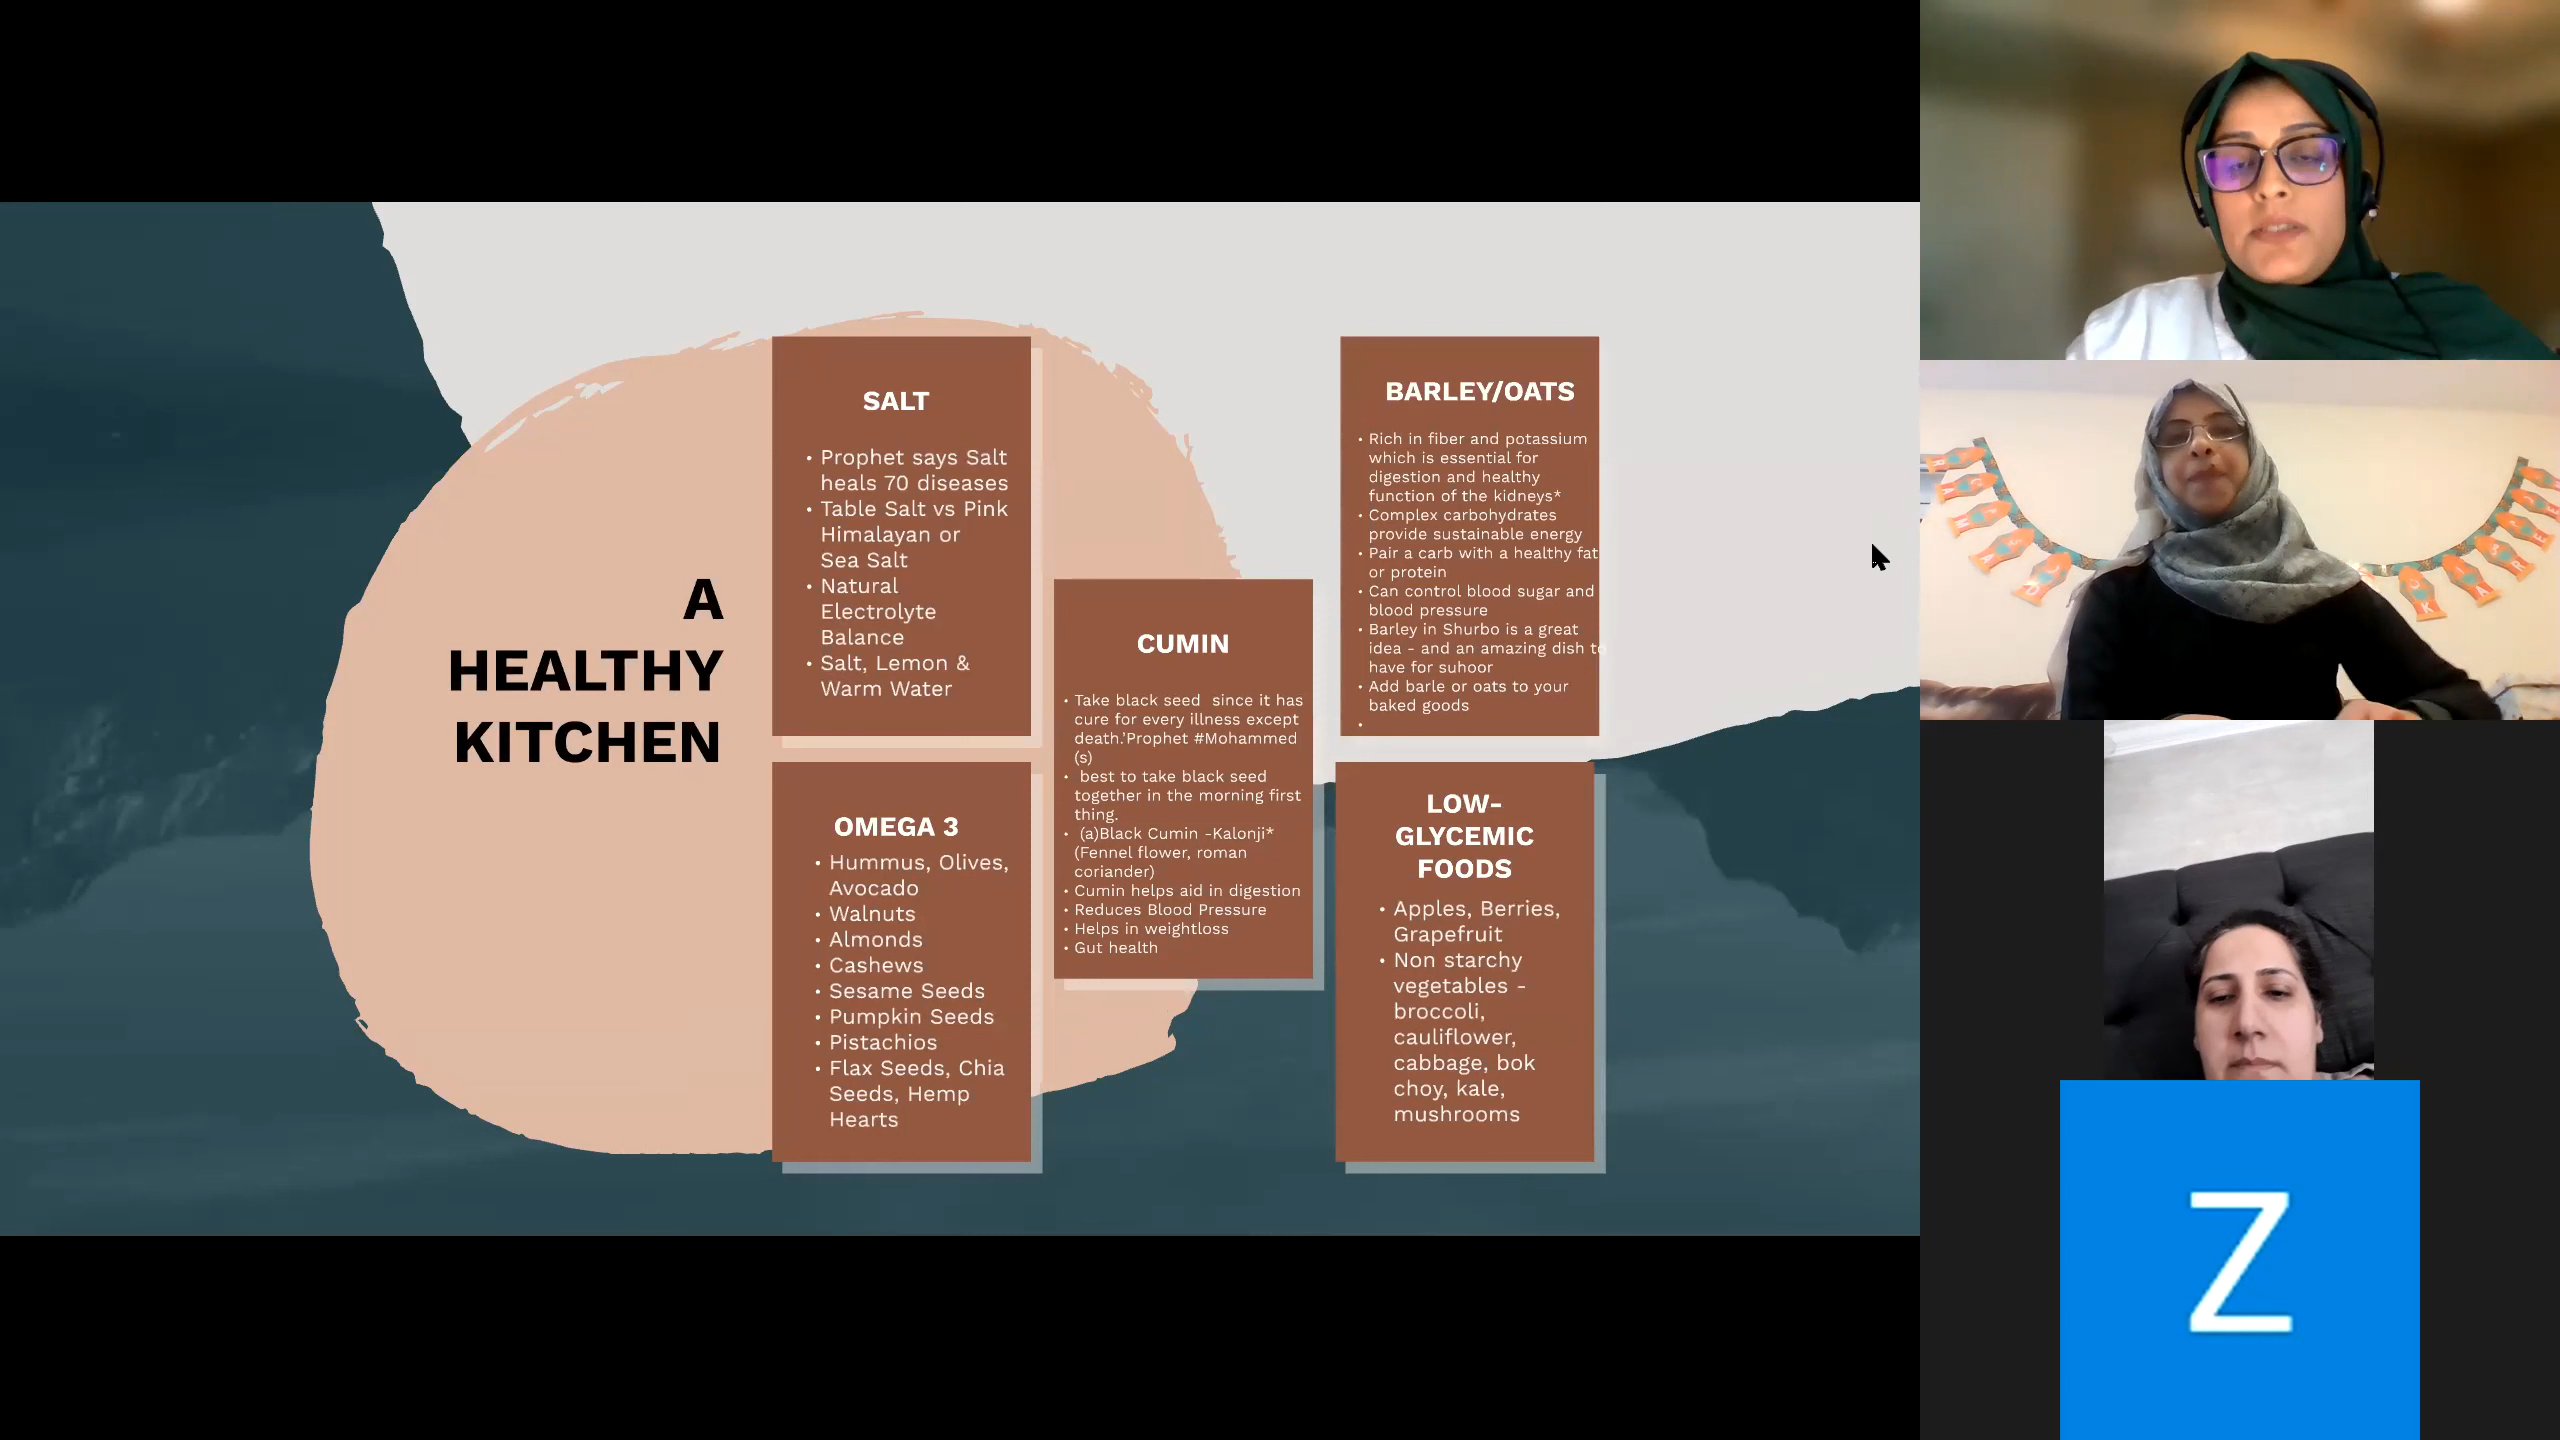 A
HEALTHY
KITCHEN
SALT
• Prophet says Salt
heals 70 diseases
• Table Salt vs Pink
Himalayan or
Sea Salt
• Natural
Electrolyte
Balance
• Salt, Lemon &
Warm Water
OMEGA 3
• Hummus, Olives,
Avocado
• Walnuts
• Almonds
• Cashews
• Sesame Seeds
• Pumpkin Seeds
• Pistachios
• Flax Seeds, Chia
Seeds, Hemp
Hearts
CUMIN
• Take black seed since it has
cure for every illness except
death.'Prophet #Mohammed
(s)
• best to take black seed
together in the morning first
thing.
• (a)Black Cumin -Kalonji*
(Fennel flower, roman
coriander)
• Cumin helps aid in digestion
• Reduces Blood Pressure
• Helps in weightloss
• Gut health
BARLEY/OATS
• Rich in fiber and potassium
which is essential for
digestion and healthy
function of the kidneys*
• Complex carbohydrates
provide sustainable energy
• Pair a carb with a healthy fat
or protein
• Can control blood sugar and
blood pressure
• Barley in Shurbo is a great
idea - and an amazing dish to
have for suhoor
• Add barle or oats to your
baked goods
•
LOW-
GLYCEMIC
FOODS
• Apples, Berries,
Grapefruit
• Non starchy
vegetables -
broccoli,
cauliflower,
cabbage, bok
choy, kale,
mushrooms
Z